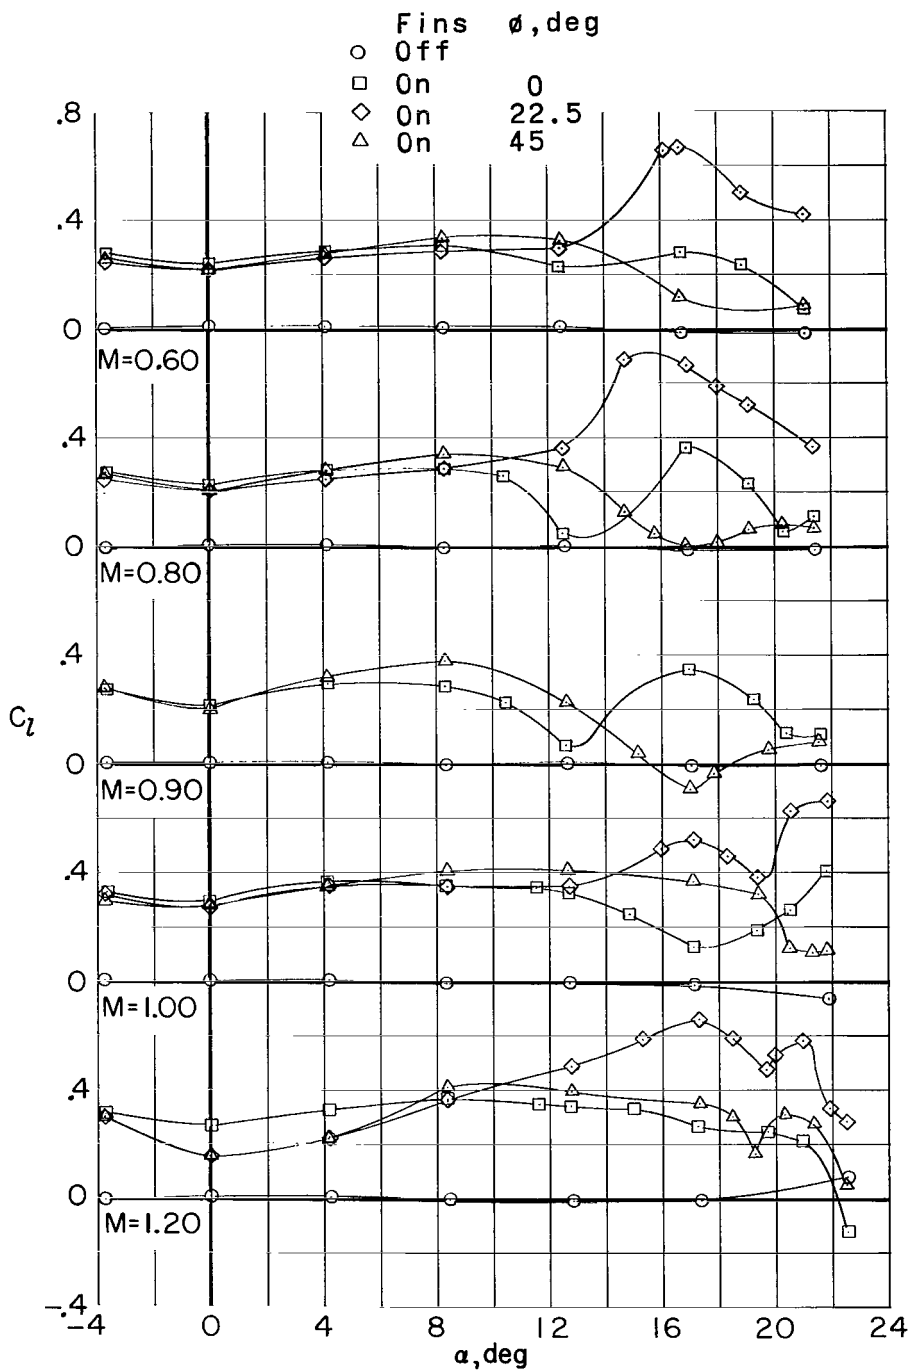 Fins ø,deg
Off
On 0
On 22.5
On 45
.8
.4
0
M=0.60
.4
0
M=0.80
.4
Cl
0
M=0.90
.4
0
M=1.00
.4
0
M=1.20
-.4
-4 0 4 8 12 16 20 24
α,deg